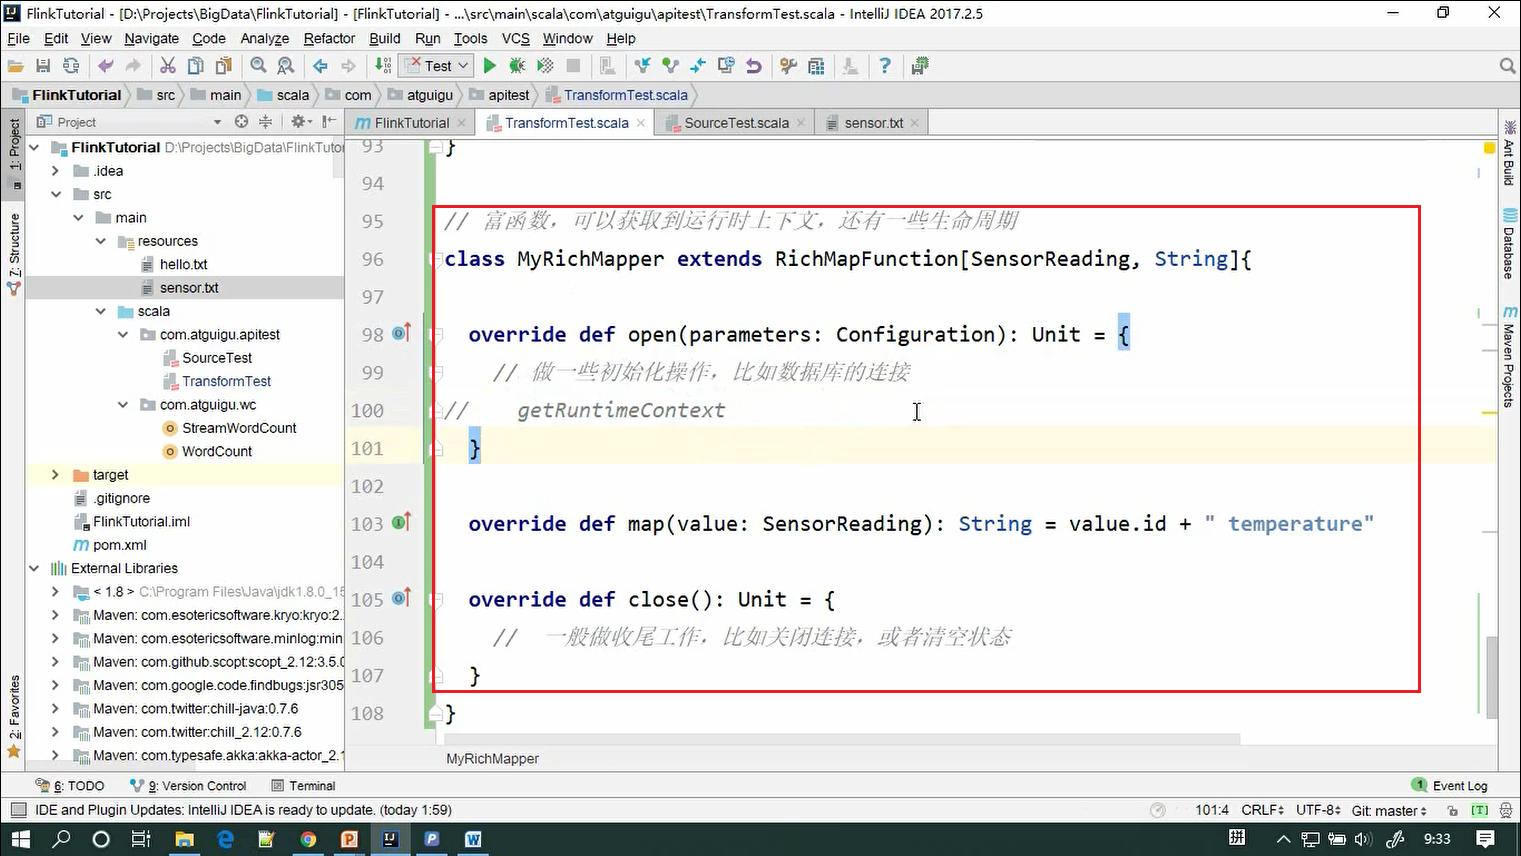 FlinkTutorial - [D:\Projects\BigData\FlinkTutorial] - [FlinkTutorial] - ...\src\main\scala\com\atguigu\apitest\TransformTest.scala - IntelliJ IDEA 2017.2.5
File Edit View Navigate Code Analyze Refactor Build Run Tools VCS Window Help
Test
FlinkTutorial src main scala com atguigu apitest TransformTest.scala
Project
FlinkTutorial TransformTest.scala SourceTest.scala sensor.txt
1: Project
7: Structure
2: Favorites
FlinkTutorial D:\Projects\BigData\FlinkTutor
.idea
src
main
resources
hello.txt
sensor.txt
scala
com.atguigu.apitest
SourceTest
TransformTest
com.atguigu.wc
StreamWordCount
WordCount
target
.gitignore
FlinkTutorial.iml
pom.xml
External Libraries
< 1.8 > C:\Program Files\Java\jdk1.8.0_15
Maven: com.esotericsoftware.kryo:kryo:2.
Maven: com.esotericsoftware.minlog:min
Maven: com.github.scopt:scopt_2.12:3.5.0
Maven: com.google.code.findbugs:jsr305
Maven: com.twitter:chill-java:0.7.6
Maven: com.twitter:chill_2.12:0.7.6
Maven: com.typesafe.akka:akka-actor_2.1
93 }
94
95 // 富函数，可以获取到运行时上下文，还有一些生命周期
96 class MyRichMapper extends RichMapFunction[SensorReading, String]{
97
98 override def open(parameters: Configuration): Unit = {
99 // 做一些初始化操作，比如数据库的连接
100 // getRuntimeContext
101 }
102
103 override def map(value: SensorReading): String = value.id + " temperature"
104
105 override def close(): Unit = {
106 // 一般做收尾工作，比如关闭连接，或者清空状态
107 }
108 }
MyRichMapper
Ant Build
Database
Maven Projects
6: TODO 9: Version Control Terminal 1 Event Log
IDE and Plugin Updates: IntelliJ IDEA is ready to update. (today 1:59) 101:4 CRLF UTF-8 Git: master [T]
拼 9:33